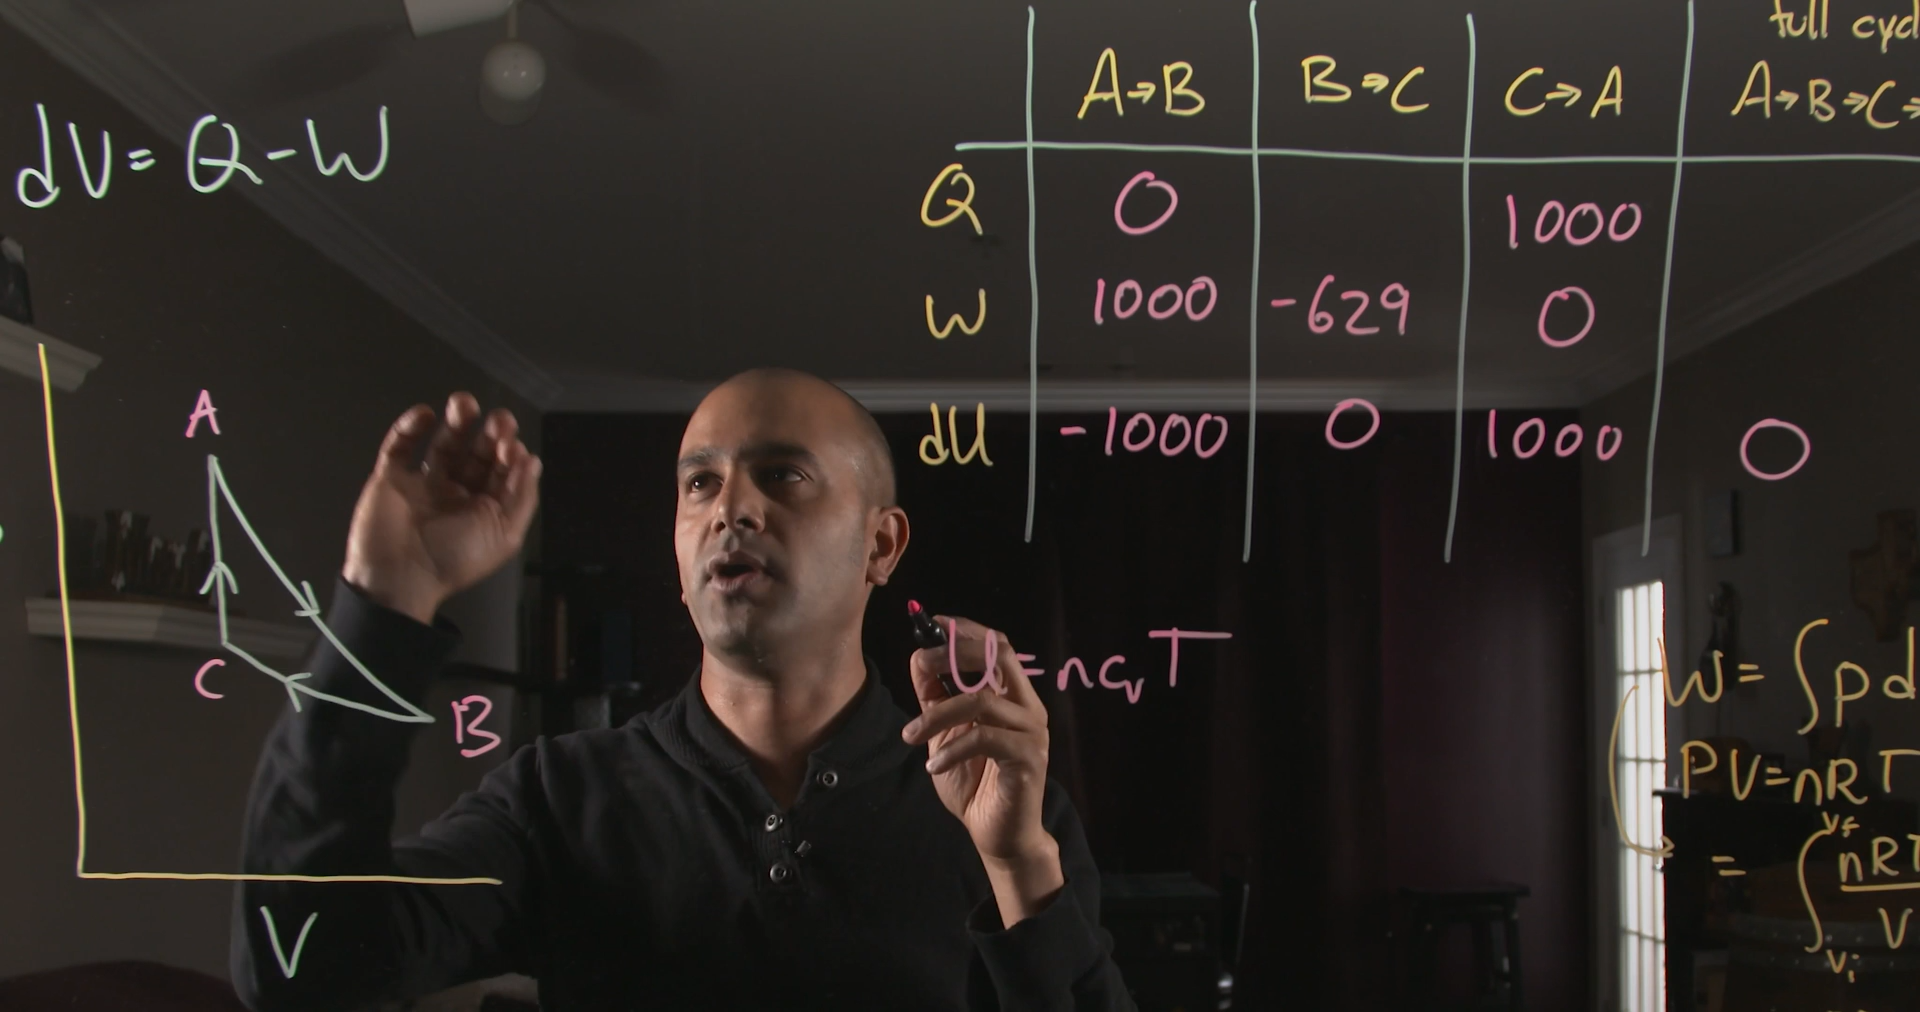 dU = Q - W
full cycl
A→B B→C C→A A→B→C→
Q 0 1000
W 1000 -629 0
dU -1000 0 1000 0
A
C
B
V
U = ncᵥT
W = ∫ p d
PV = nRT
= ∫ nRT
V
Vf
Vi